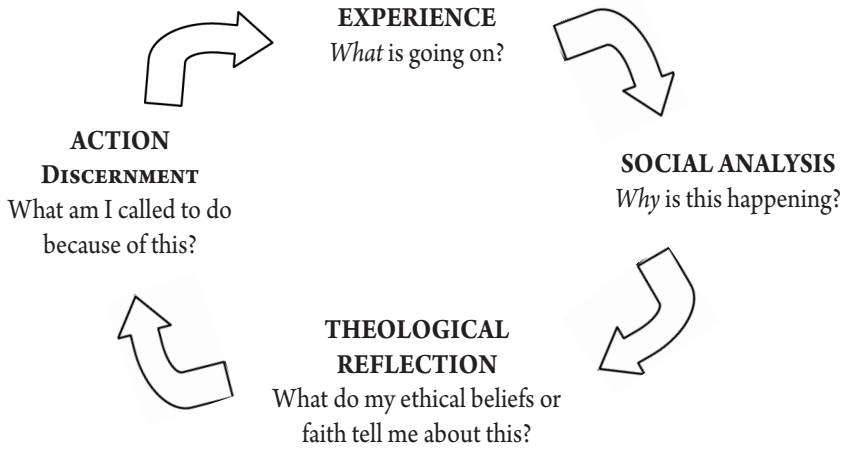 EXPERIENCE
What is going on?
SOCIAL ANALYSIS
Why is this happening?
THEOLOGICAL
REFLECTION
What do my ethical beliefs or
faith tell me about this?
ACTION
Discernment
What am I called to do
because of this?